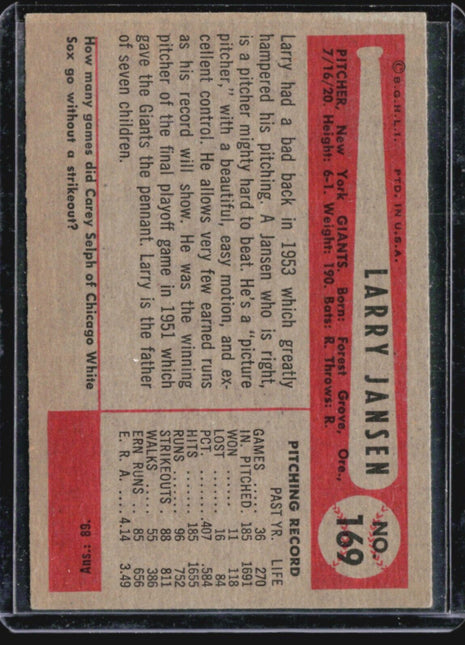 © B.G.H.L.I. PTD. IN U.S.A.
LARRY JANSEN
NO. 169
PITCHER, New York GIANTS. Born: Forest Grove, Ore.,
7/16/20. Height: 6-1. Weight: 190. Bats: R. Throws: R.
Larry had a bad back in 1953 which greatly
hampered his pitching. A Jansen who is right,
is a pitcher mighty hard to beat. He's a "picture
pitcher," with a beautiful, easy motion, and ex-
cellent control. He allows very few earned runs
as his record will show. He was the winning
pitcher of the final playoff game in 1951 which
gave the Giants the pennant. Larry is the father
of seven children.
PITCHING RECORD
PAST YR. LIFE
GAMES ..... 36 270
IN. PITCHED. 185 1691
WON ...... 11 118
LOST ...... 16 84
PCT. ....... .407 .584
HITS ...... 185 1655
RUNS ...... 96 752
STRIKEOUTS. 88 811
WALKS .... 55 386
ERN RUNS . 85 656
E. R. A. .... 4.14 3.49
How many games did Carey Selph of Chicago White
Sox go without a strikeout?
Ans.: 89.